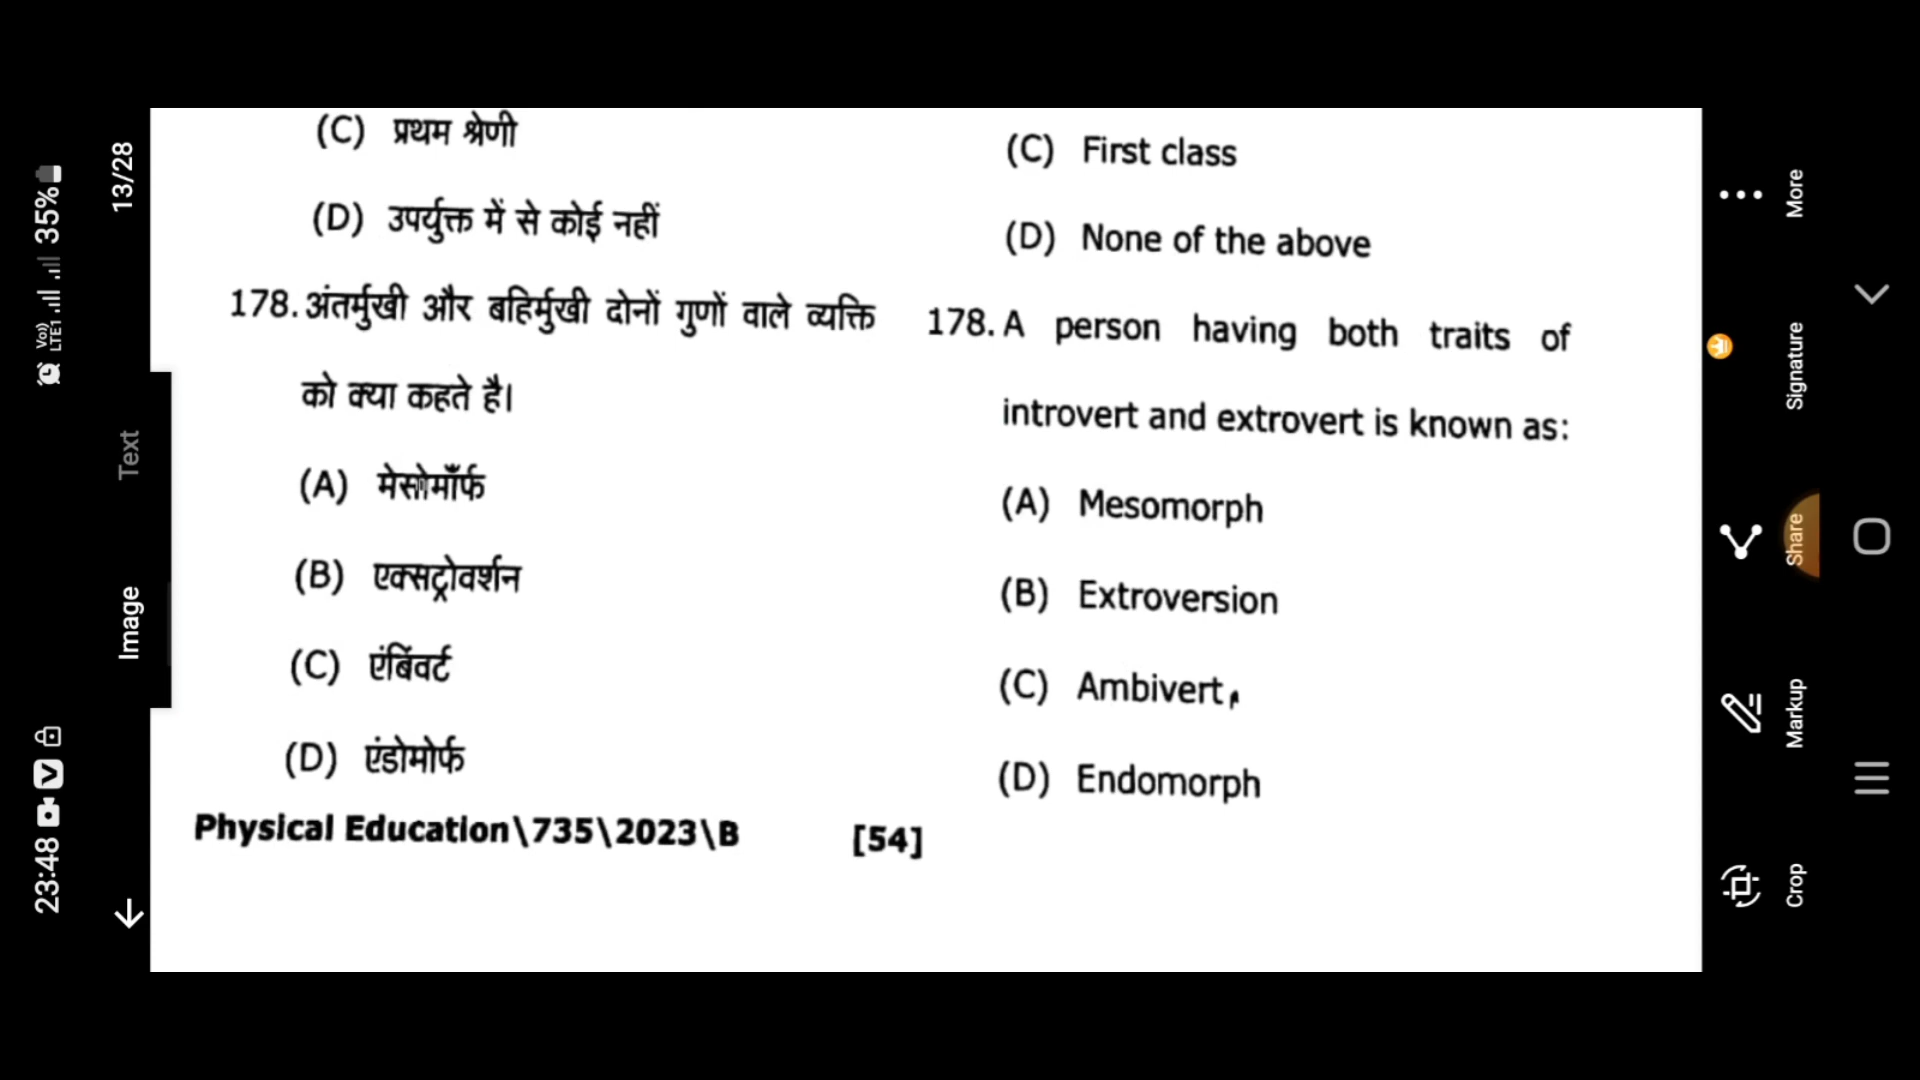 (C) प्रथम श्रेणी
(D) उपर्युक्त में से कोई नहीं
178. अंतर्मुखी और बहिर्मुखी दोनों गुणों वाले व्यक्ति
को क्या कहते है।
(A) मेसोमॉर्फ
(B) एक्सट्रोवर्शन
(C) एंबिवर्ट
(D) एंडोमोर्फ
Physical Education\735\2023\B
[54]
(C) First class
(D) None of the above
178. A person having both traits of
introvert and extrovert is known as:
(A) Mesomorph
(B) Extroversion
(C) Ambivert
(D) Endomorph
23:48
Vo))
LTE1
35%
13/28
Image
Text
Crop
Markup
Share
Signature
More